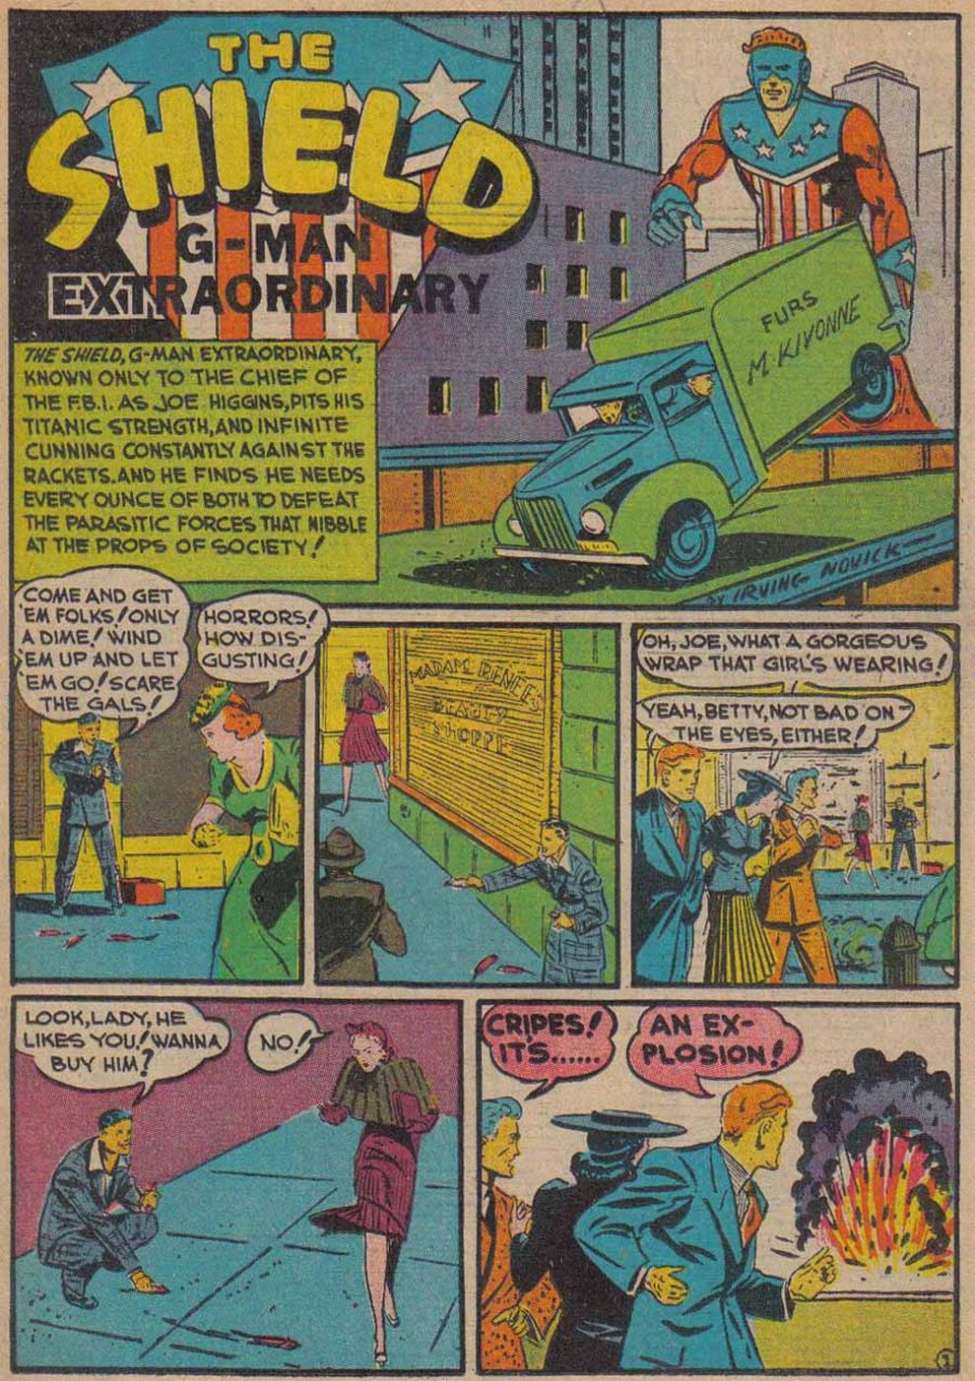 THE
SHIELD
G-MAN
EXTRAORDINARY
THE SHIELD, G-MAN EXTRAORDINARY,
KNOWN ONLY TO THE CHIEF OF
THE F.B.I. AS JOE HIGGINS, PITS HIS
TITANIC STRENGTH, AND INFINITE
CUNNING CONSTANTLY AGAINST THE
RACKETS. AND HE FINDS HE NEEDS
EVERY OUNCE OF BOTH TO DEFEAT
THE PARASITIC FORCES THAT NIBBLE
AT THE PROPS OF SOCIETY!
FURS
M. KIVONNE
BY IRVING NOVICK
COME AND GET
'EM FOLKS! ONLY
A DIME! WIND
'EM UP AND LET
'EM GO! SCARE
THE GALS!
HORRORS!
HOW DIS-
GUSTING!
MADAM RENEE'S
BEAUTY
SHOPPE
OH, JOE, WHAT A GORGEOUS
WRAP THAT GIRL'S WEARING!
YEAH, BETTY, NOT BAD ON
THE EYES, EITHER!
LOOK, LADY, HE
LIKES YOU! WANNA
BUY HIM?
NO!
CRIPES!
IT'S......
AN EX-
PLOSION!
1